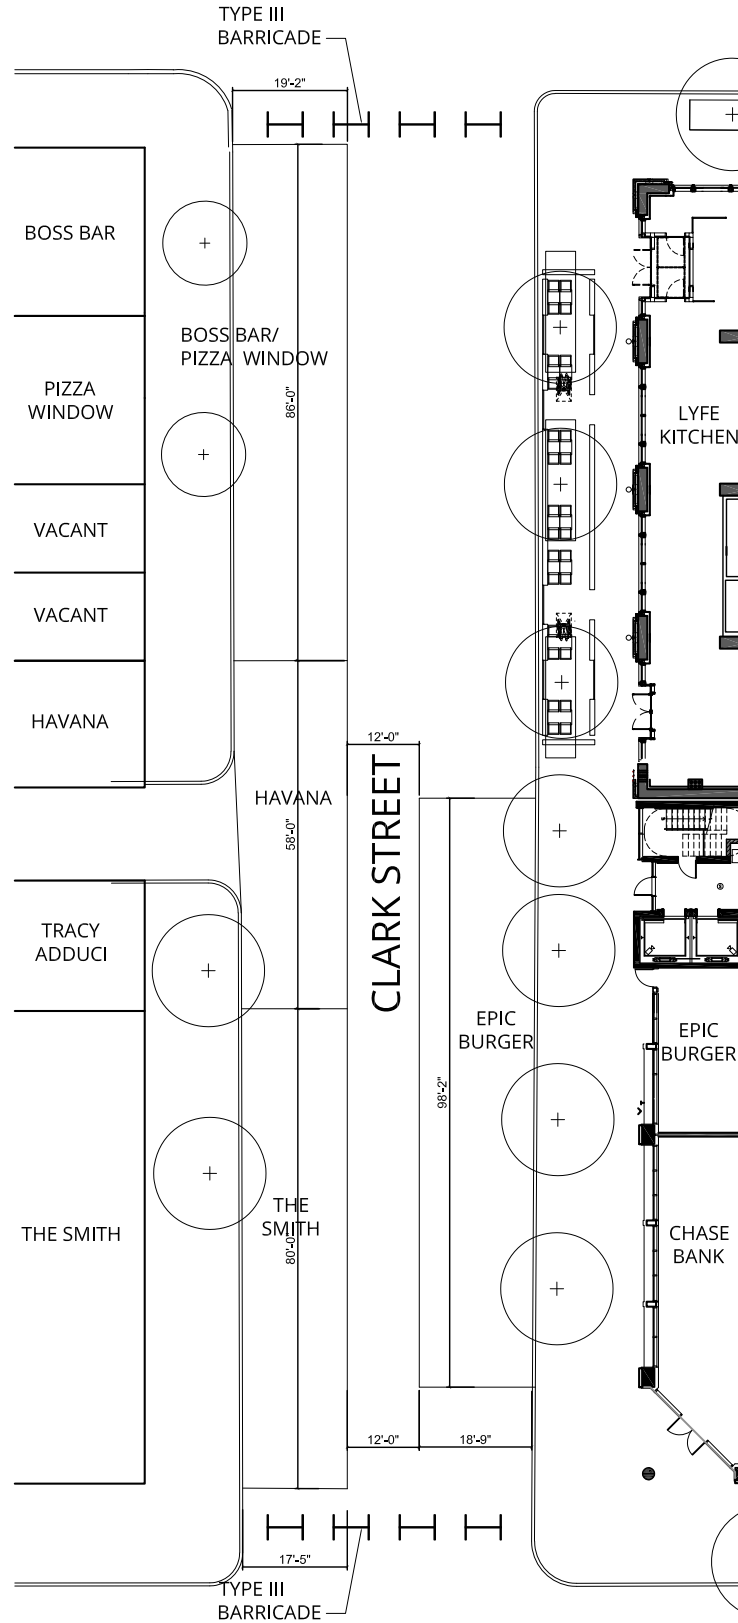 TYPE III
BARRICADE
19'-2"
BOSS BAR
BOSS BAR/
PIZZA WINDOW
86'-0"
PIZZA
WINDOW
LYFE
KITCHEN
VACANT
VACANT
HAVANA
12'-0"
HAVANA
58'-0"
CLARK STREET
TRACY
ADDUCI
EPIC
BURGER
EPIC
BURGER
98'-2"
THE SMITH
THE
SMITH
80'-0"
CHASE
BANK
12'-0"
18'-9"
17'-5"
TYPE III
BARRICADE